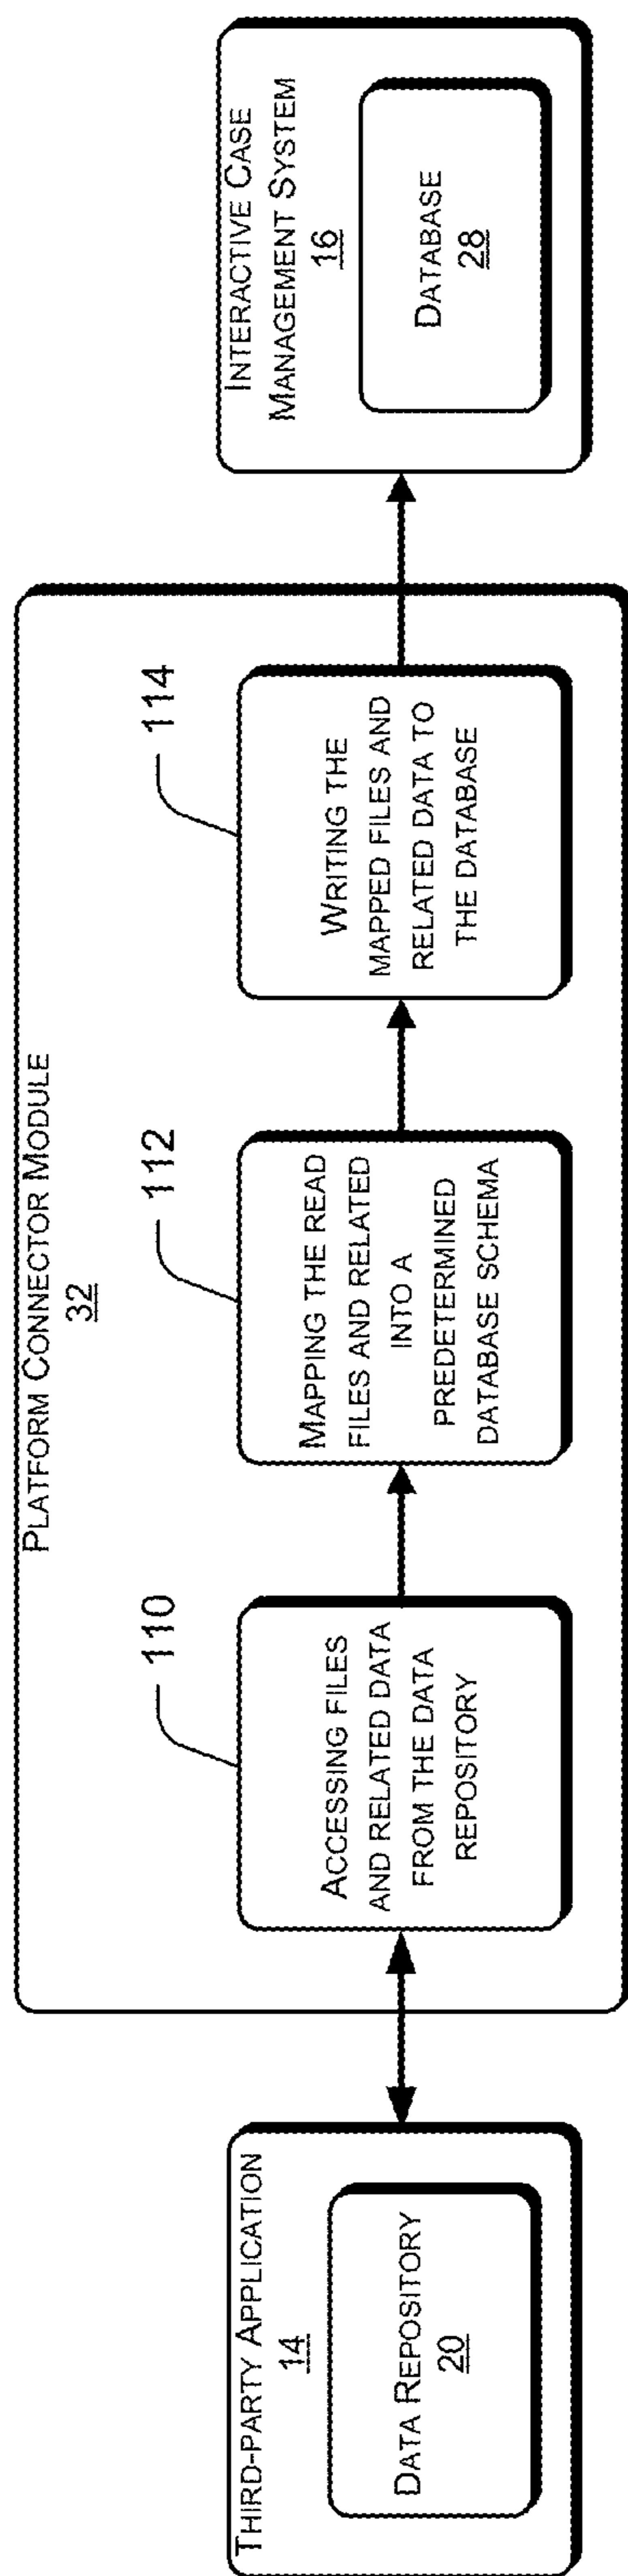 THIRD-PARTY APPLICATION
14
DATA REPOSITORY
20
PLATFORM CONNECTOR MODULE
32
110
ACCESSING FILES
AND RELATED DATA
FROM THE DATA
REPOSITORY
112
MAPPING THE READ
FILES AND RELATED
INTO A
PREDETERMINED
DATABASE SCHEMA
114
WRITING THE
MAPPED FILES AND
RELATED DATA TO
THE DATABASE
INTERACTIVE CASE
MANAGEMENT SYSTEM
16
DATABASE
28